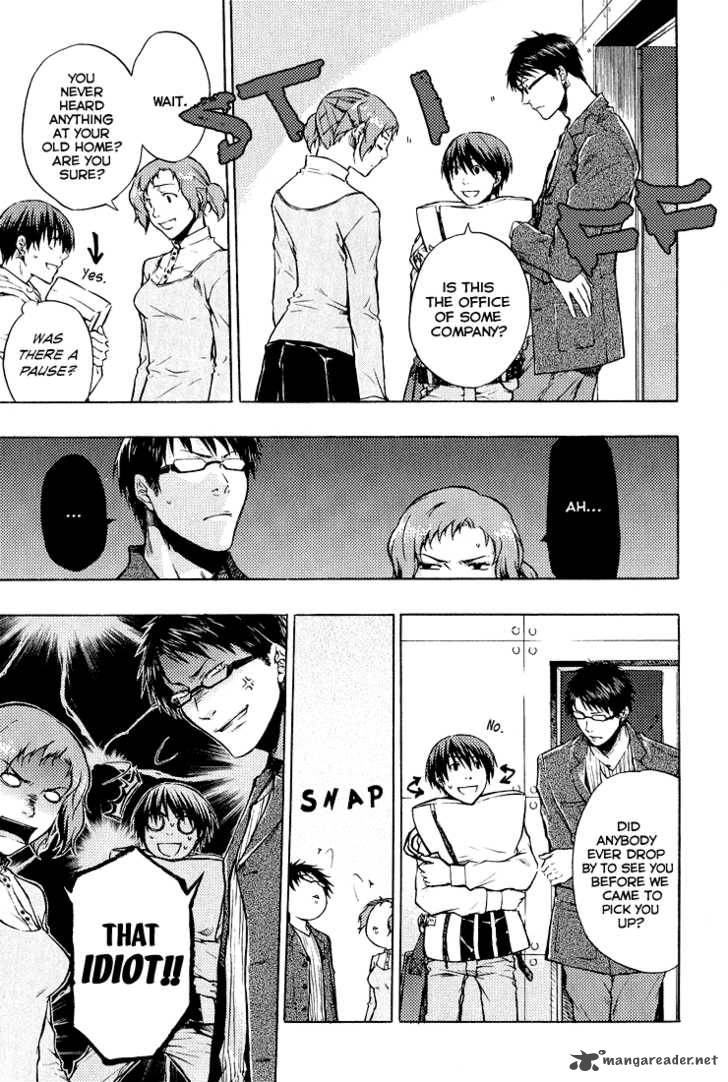 STIFF
IS THIS
THE OFFICE
OF SOME
COMPANY?
WAIT.
YOU
NEVER
HEARD
ANYTHING
AT YOUR
OLD HOME?
ARE YOU
SURE?
Yes.
WAS
THERE A
PAUSE?
AH...
...
DID
ANYBODY
EVER DROP
BY TO SEE YOU
BEFORE WE
CAME TO
PICK YOU
UP?
No.
SNAP
THAT
IDIOT!!
mangareader.net